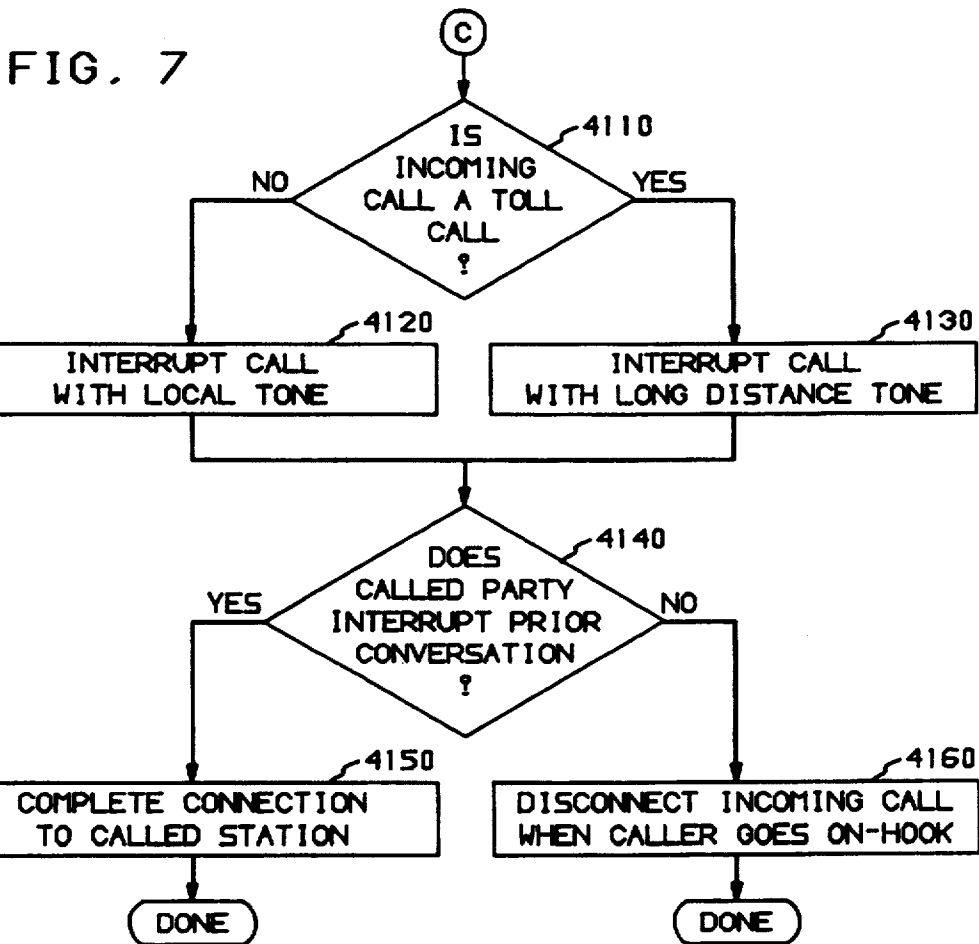 FIG. 7
C
IS
INCOMING
CALL A TOLL
CALL
?
4110
NO
YES
4120
INTERRUPT CALL
WITH LOCAL TONE
4130
INTERRUPT CALL
WITH LONG DISTANCE TONE
DOES
CALLED PARTY
INTERRUPT PRIOR
CONVERSATION
?
4140
YES
NO
4150
COMPLETE CONNECTION
TO CALLED STATION
4160
DISCONNECT INCOMING CALL
WHEN CALLER GOES ON-HOOK
DONE
DONE